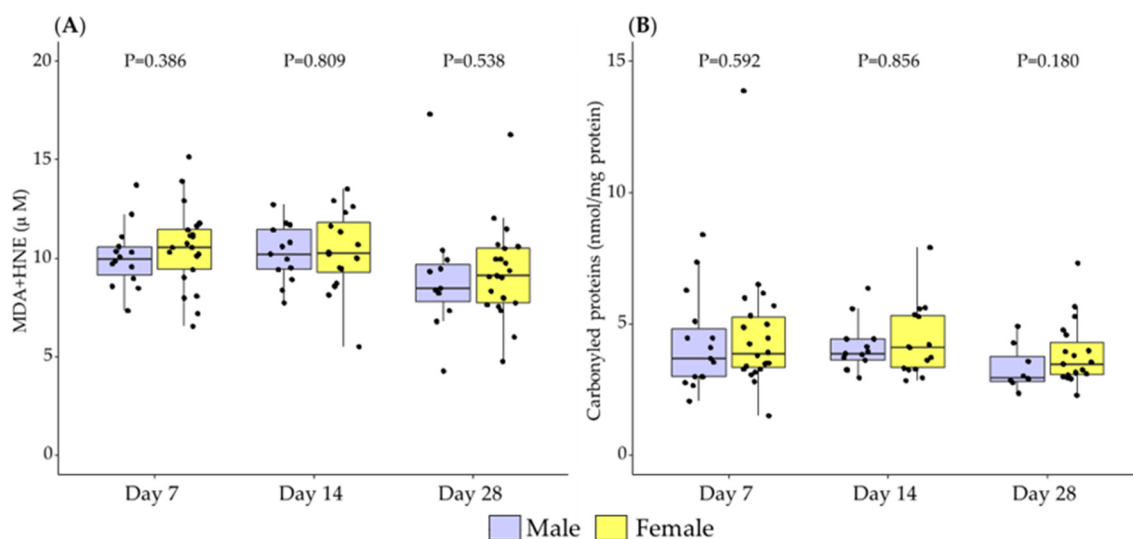 (A)
MDA+HNE (μ M)
20
15
10
5
0
P=0.386 P=0.809 P=0.538
Day 7 Day 14 Day 28
(B)
Carbonyled proteins (nmol/mg protein)
15
10
5
0
P=0.592 P=0.856 P=0.180
Day 7 Day 14 Day 28
Male Female